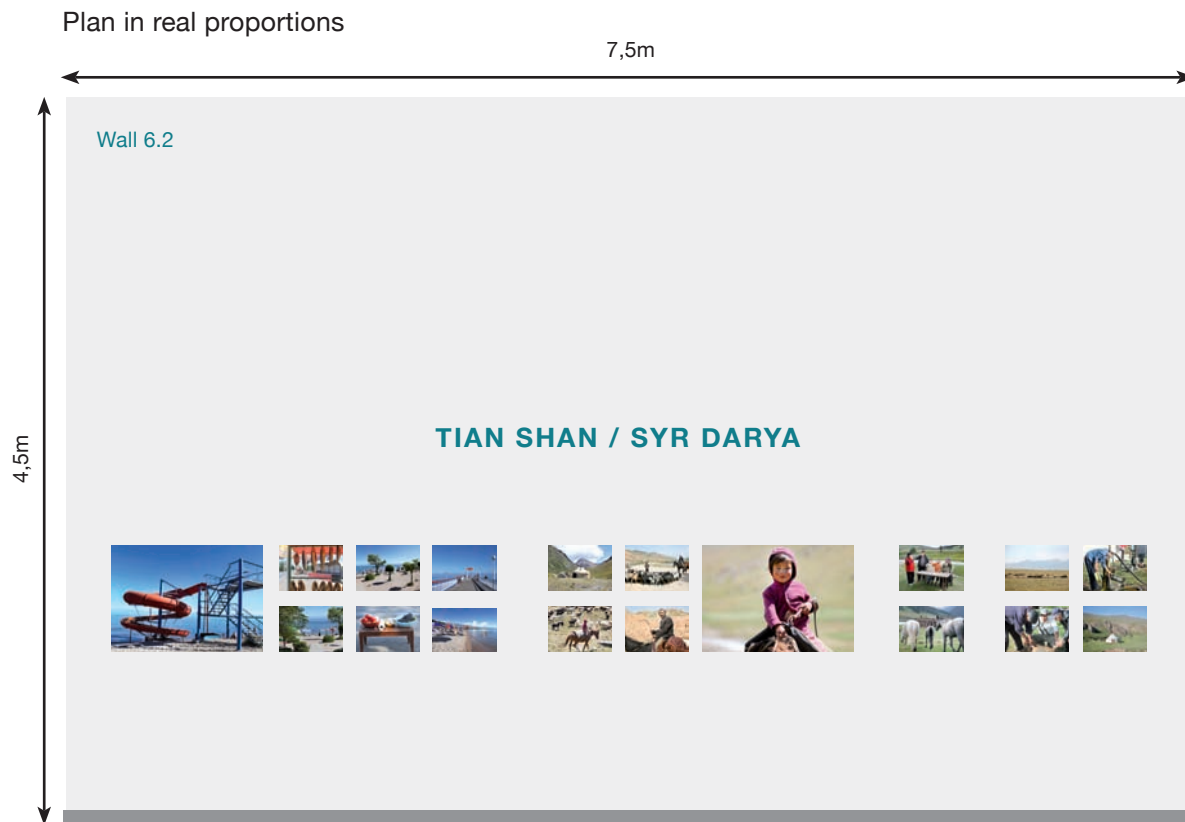 Plan in real proportions
7,5m
Wall 6.2
4,5m
TIAN SHAN / SYR DARYA